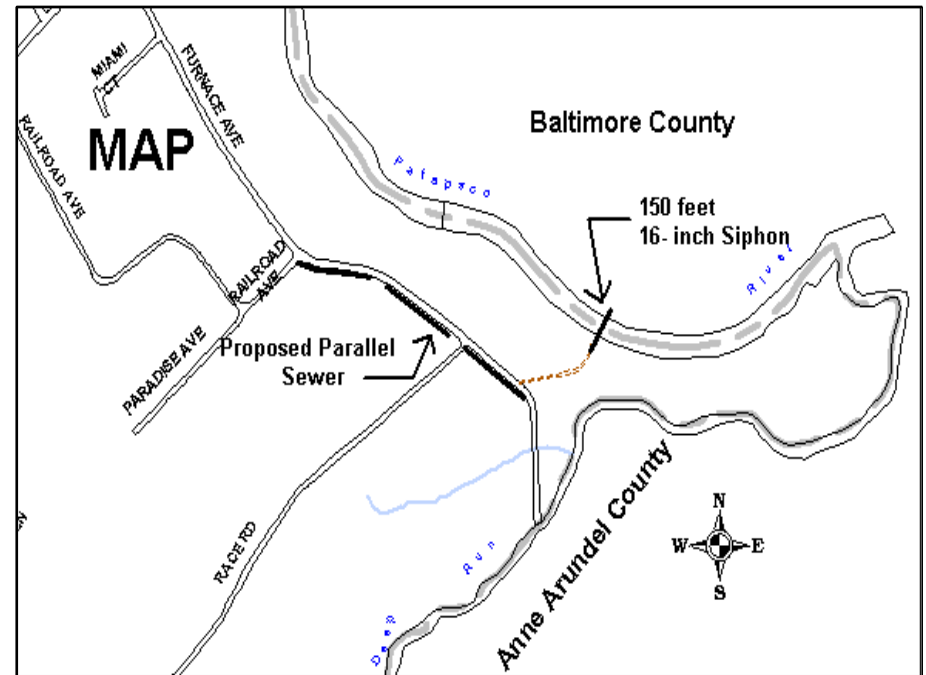 MIAMI
CT
FURNACE AVE
MAP
RAILROAD AVE
Baltimore County
Patapsco
150 feet
16- inch Siphon
River
RAILROAD
AVE
PARADISE AVE
Proposed Parallel
Sewer
RACE RD
Deep Run
Anne Arundel County
N
W E
S